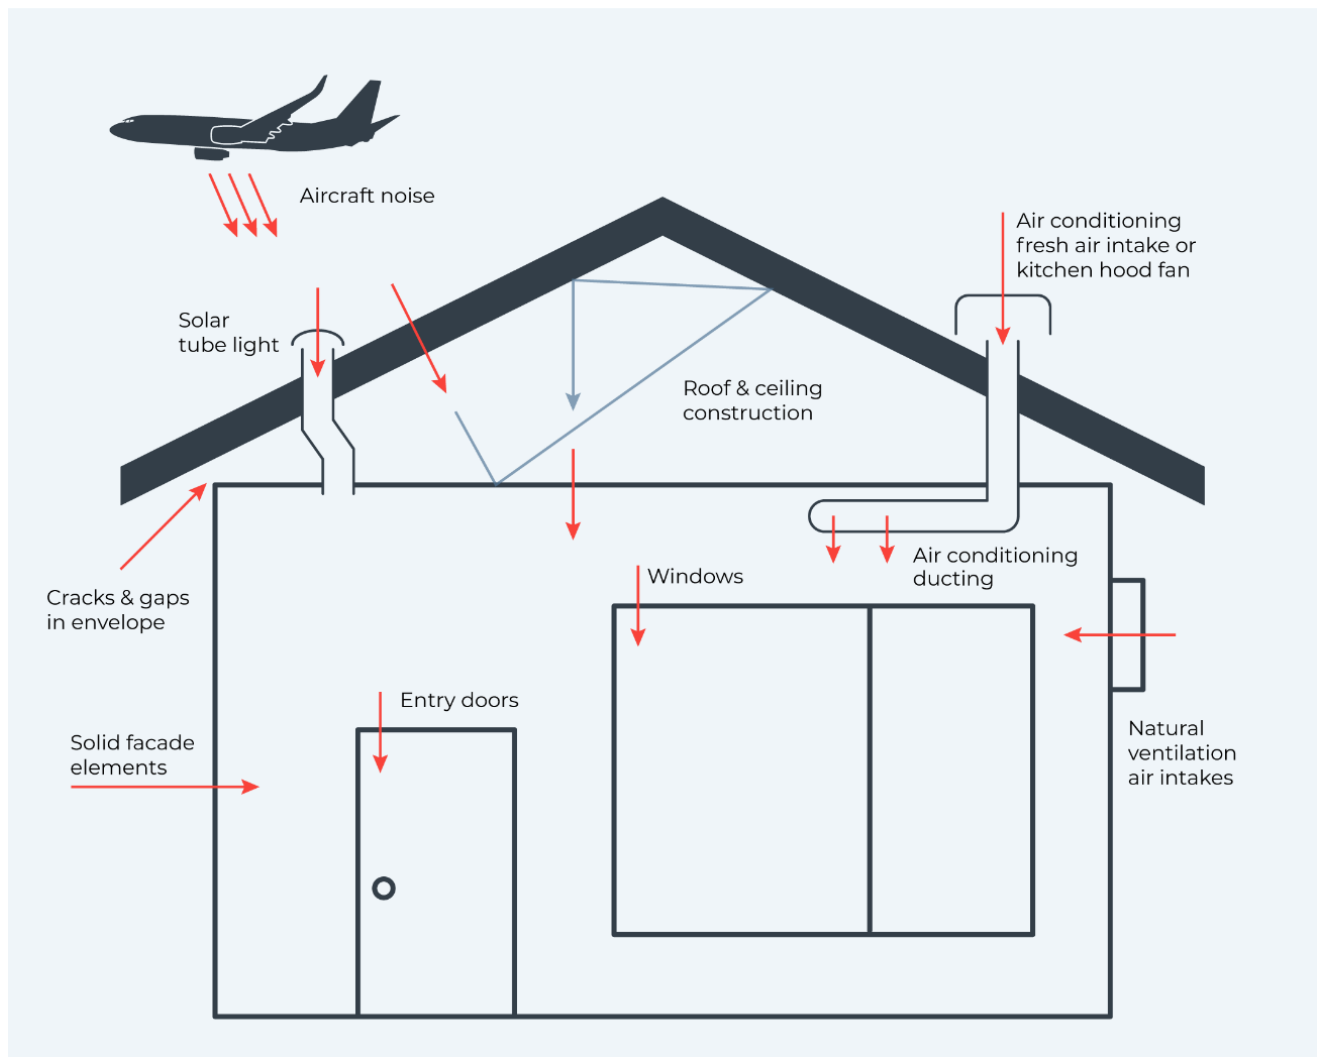 Aircraft noise
Air conditioning
fresh air intake or
kitchen hood fan
Solar
tube light
Roof & ceiling
construction
Air conditioning
ducting
Windows
Cracks & gaps
in envelope
Entry doors
Solid facade
elements
Natural
ventilation
air intakes